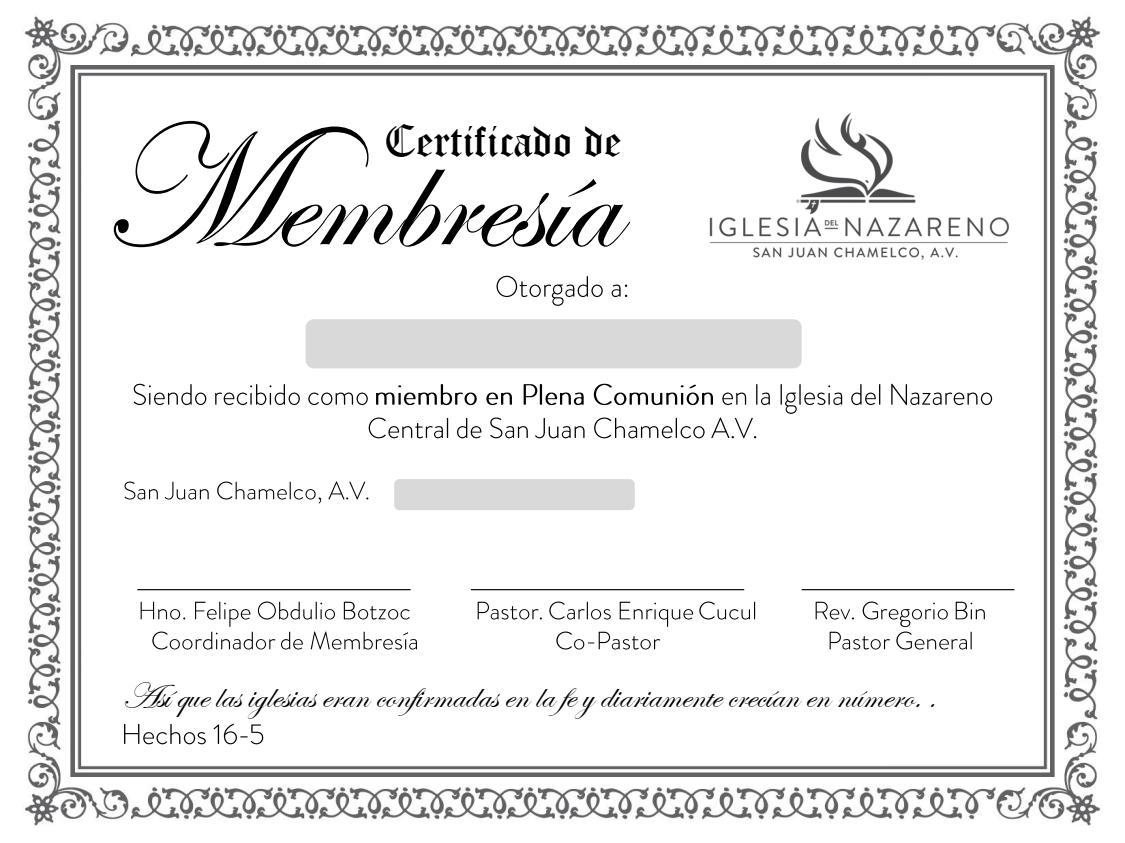 Certificado de
Membresía
IGLESIA DEL NAZARENO
SAN JUAN CHAMELCO, A.V.
Otorgado a:
Siendo recibido como miembro en Plena Comunión en la Iglesia del Nazareno
Central de San Juan Chamelco A.V.
San Juan Chamelco, A.V.
Hno. Felipe Obdulio Botzoc
Coordinador de Membresía
Pastor. Carlos Enrique Cucul
Co-Pastor
Rev. Gregorio Bin
Pastor General
Así que las iglesias eran confirmadas en la fe y diariamente crecían en número. .
Hechos 16-5